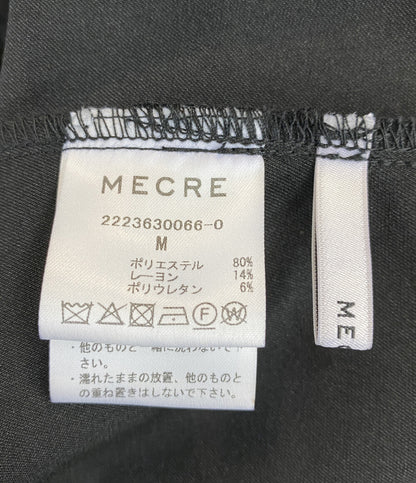 MECRE
2223630066-0
M
ポリエステル 80%
レーヨン 14%
ポリウレタン 6%
F W
・他のものと一緒に洗わないで下
さい。
・濡れたままの放置、他のものと
の重ね置きはしないで下さい。
ME